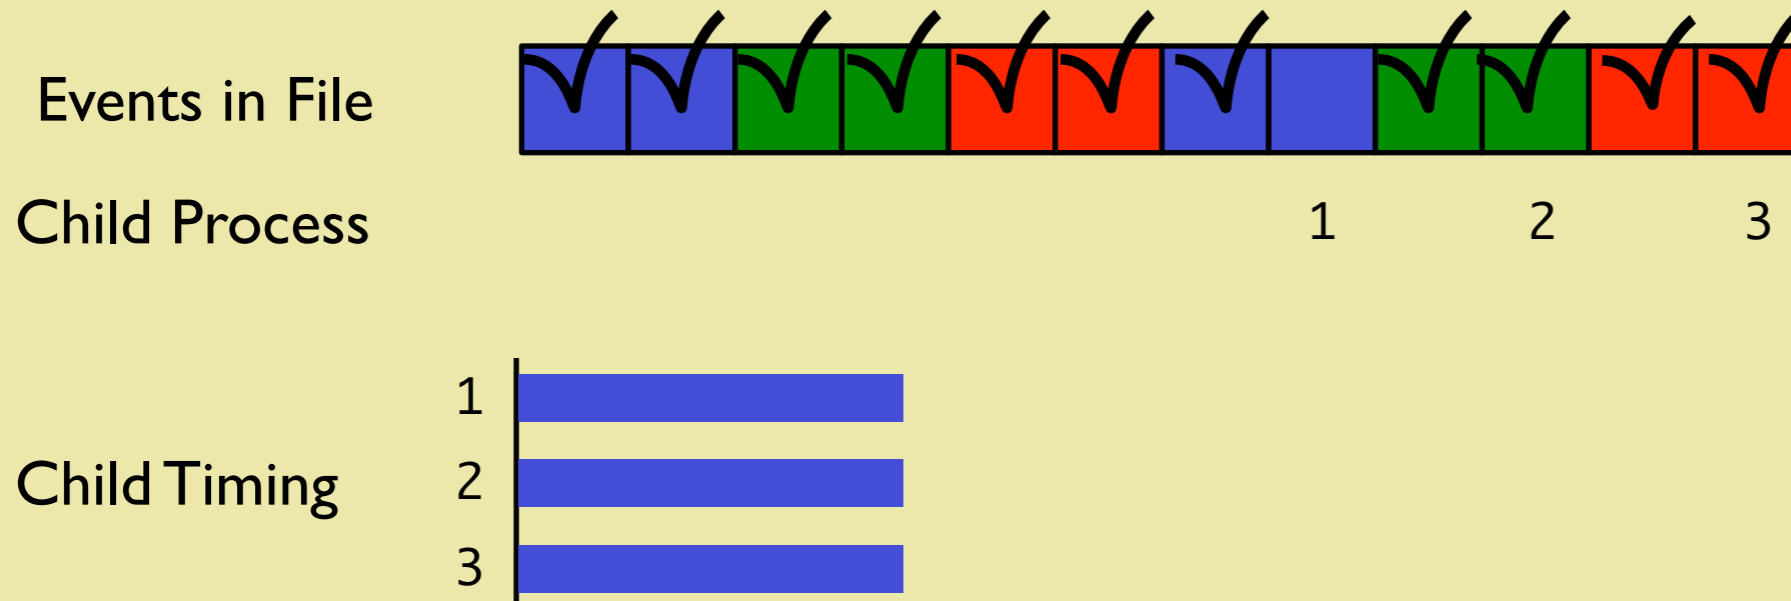 Events in File
Child Process 1 2 3
1
Child Timing 2
3